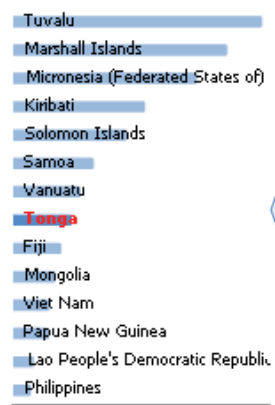 Tuvalu
Marshall Islands
Micronesia (Federated States of)
Kiribati
Solomon Islands
Samoa
Vanuatu
Tonga
Fiji
Mongolia
Viet Nam
Papua New Guinea
Lao People's Democratic Republic
Philippines